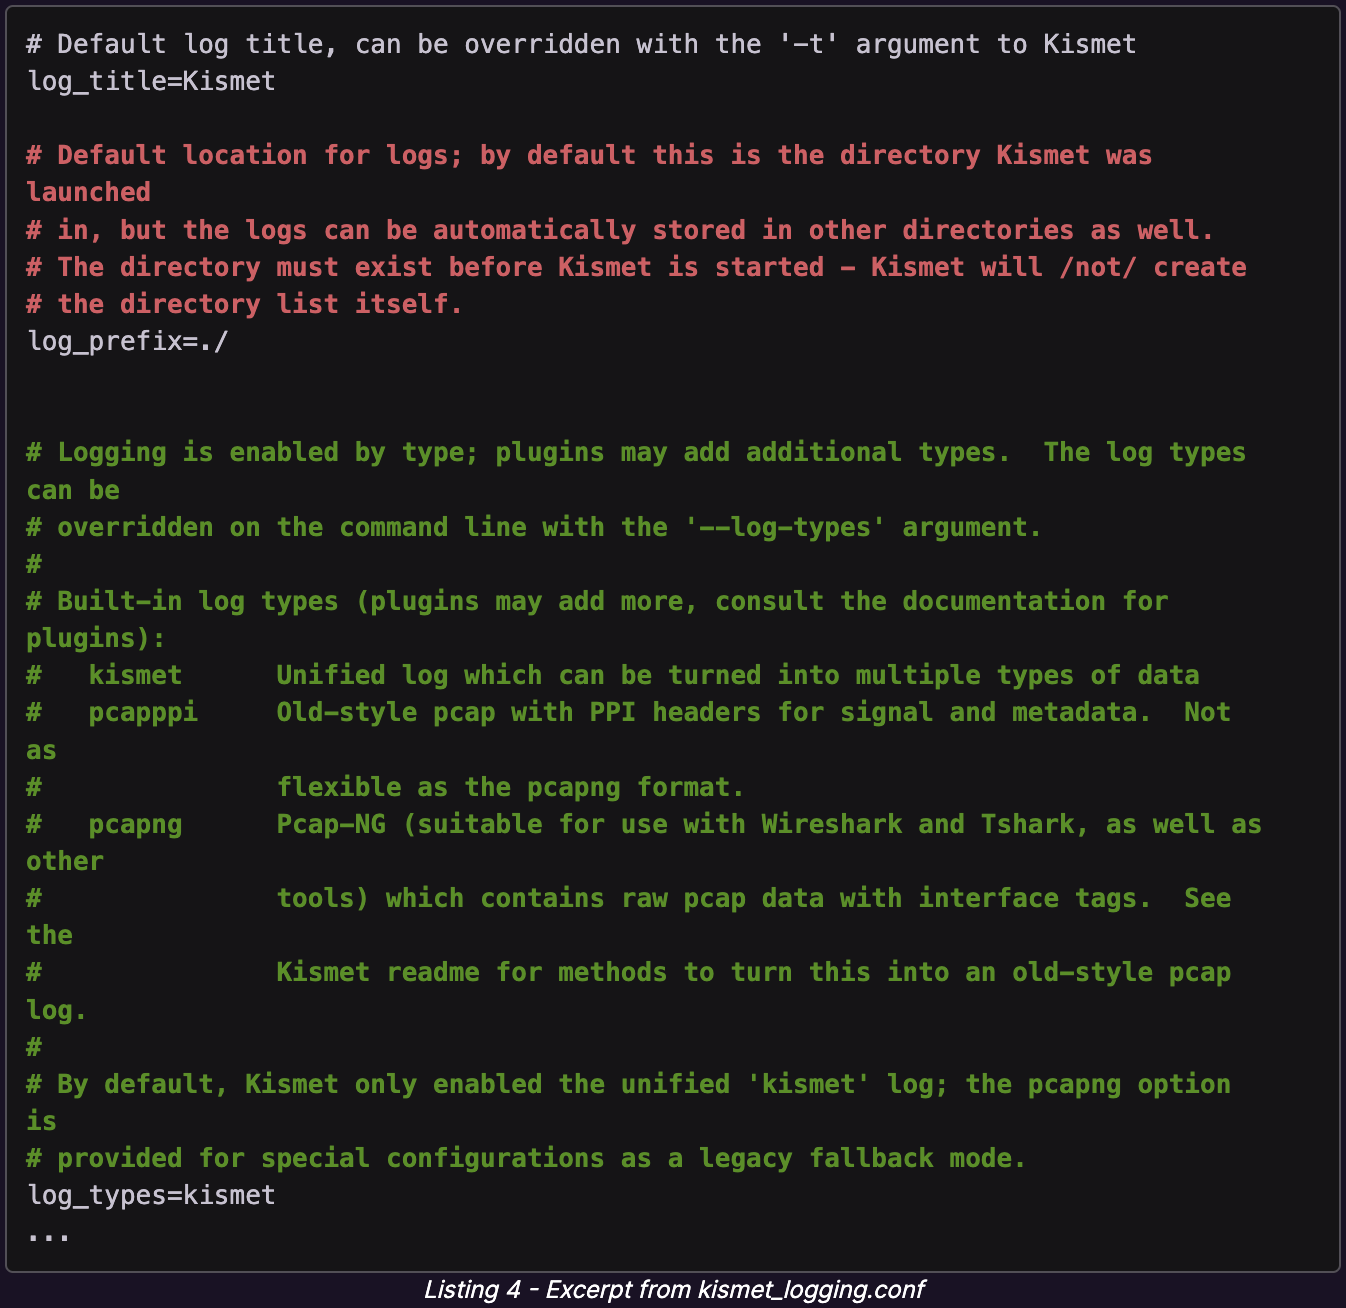 # Default log title, can be overridden with the '-t' argument to Kismet
log_title=Kismet
# Default location for logs; by default this is the directory Kismet was
launched
# in, but the logs can be automatically stored in other directories as well.
# The directory must exist before Kismet is started - Kismet will /not/ create
# the directory list itself.
log_prefix=./
# Logging is enabled by type; plugins may add additional types.  The log types
can be
# overridden on the command line with the '--log-types' argument.
#
# Built-in log types (plugins may add more, consult the documentation for
plugins):
#   kismet      Unified log which can be turned into multiple types of data
#   pcapppi     Old-style pcap with PPI headers for signal and metadata.  Not
as
#               flexible as the pcapng format.
#   pcapng      Pcap-NG (suitable for use with Wireshark and Tshark, as well as
other
#               tools) which contains raw pcap data with interface tags.  See
the
#               Kismet readme for methods to turn this into an old-style pcap
log.
#
# By default, Kismet only enabled the unified 'kismet' log; the pcapng option
is
# provided for special configurations as a legacy fallback mode.
log_types=kismet
...
Listing 4 - Excerpt from kismet_logging.conf